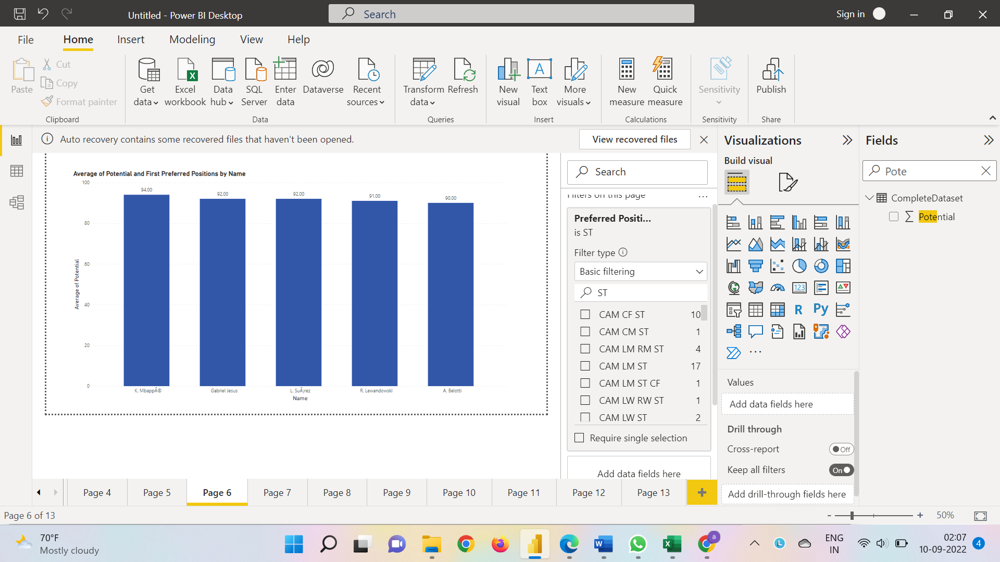 Untitled - Power BI Desktop
Search
Sign in
File
Home
Insert
Modeling
View
Help
Paste
Cut
Copy
Format painter
Clipboard
Get data
Excel workbook
Data hub
SQL Server
Enter data
Dataverse
Recent sources
Data
Transform data
Refresh
Queries
New visual
Text box
More visuals
Insert
New measure
Quick measure
Calculations
Sensitivity
Sensitivity
Publish
Share
Auto recovery contains some recovered files that haven't been opened.
View recovered files
Average of Potential and First Preferred Positions by Name
100
80
60
40
20
0
Average of Potential
94.00
92.00
92.00
91.00
90.00
K. MbappÃ©
Gabriel Jesus
L. SuÃ¡rez
R. Lewandowski
A. Belotti
Name
Search
Filters on this page
...
Preferred Positi...
is ST
Filter type
Basic filtering
ST
CAM CF ST 10
CAM CM ST 1
CAM LM RM ST 4
CAM LM ST 17
CAM LM ST CF 1
CAM LW RW ST 1
CAM LW ST 2
Require single selection
Add data fields here
Visualizations
Build visual
123
R
Py
...
Values
Add data fields here
Drill through
Cross-report
Off
Keep all filters
On
Add drill-through fields here
Fields
Pote
CompleteDataset
Potential
Page 4
Page 5
Page 6
Page 7
Page 8
Page 9
Page 10
Page 11
Page 12
Page 13
+
Page 6 of 13
- + 50%
70°F
Mostly cloudy
W
X
a
L
ENG
IN
02:07
10-09-2022
4